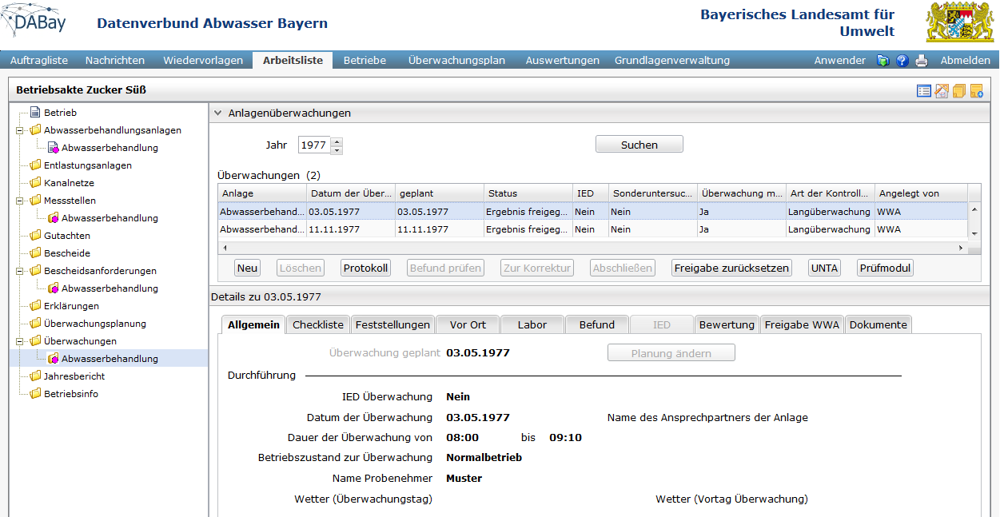 DABay
Datenverbund Abwasser Bayern
Bayerisches Landesamt für
Umwelt
Auftragliste Nachrichten Wiedervorlagen Arbeitsliste Betriebe Überwachungsplan Auswertungen Grundlagenverwaltung Anwender ? Abmelden
Betriebsakte Zucker Süß
Betrieb
Abwasserbehandlungsanlagen
Abwasserbehandlung
Entlastungsanlagen
Kanalnetze
Messstellen
Abwasserbehandlung
Gutachten
Bescheide
Bescheidsanforderungen
Abwasserbehandlung
Erklärungen
Überwachungsplanung
Überwachungen
Abwasserbehandlung
Jahresbericht
Betriebsinfo
Anlagenüberwachungen
Jahr 1977 Suchen
Überwachungen (2)
Anlage Datum der Über... geplant Status IED Sonderuntersuc... Überwachung m... Art der Kontroll... Angelegt von
Abwasserbehand... 03.05.1977 03.05.1977 Ergebnis freigeg... Nein Nein Ja Langüberwachung WWA
Abwasserbehand... 11.11.1977 11.11.1977 Ergebnis freigeg... Nein Nein Ja Langüberwachung WWA
Neu Löschen Protokoll Befund prüfen Zur Korrektur Abschließen Freigabe zurücksetzen UNTA Prüfmodul
Details zu 03.05.1977
Allgemein Checkliste Feststellungen Vor Ort Labor Befund IED Bewertung Freigabe WWA Dokumente
Überwachung geplant 03.05.1977 Planung ändern
Durchführung
IED Überwachung Nein
Datum der Überwachung 03.05.1977 Name des Ansprechpartners der Anlage
Dauer der Überwachung von 08:00 bis 09:10
Betriebszustand zur Überwachung Normalbetrieb
Name Probenehmer Muster
Wetter (Überwachungstag) Wetter (Vortag Überwachung)